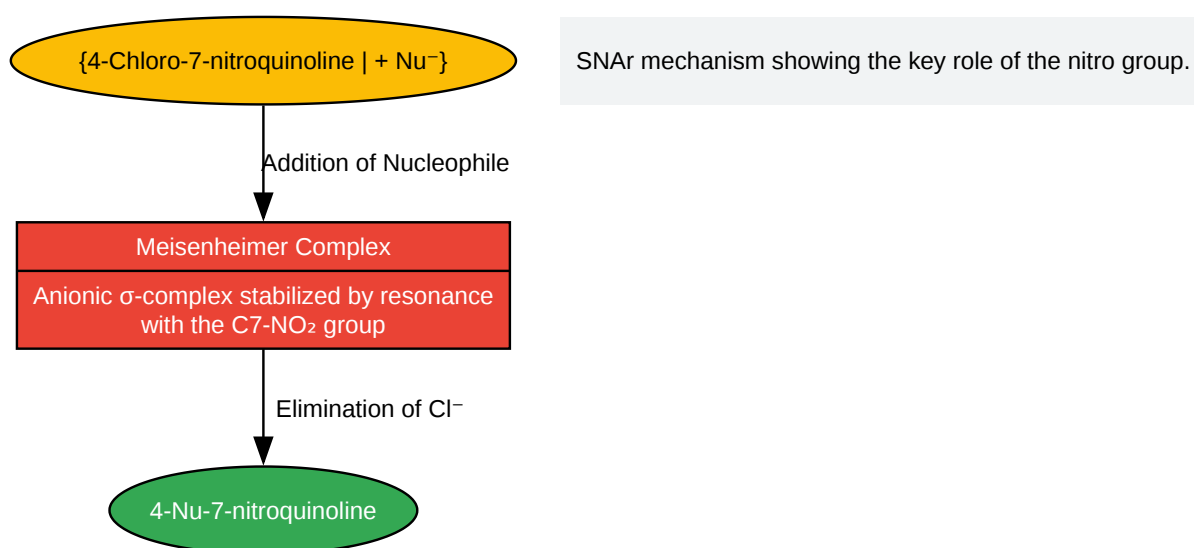 {4-Chloro-7-nitroquinoline | + Nu⁻}
SNAr mechanism showing the key role of the nitro group.
Addition of Nucleophile
Meisenheimer Complex
Anionic σ-complex stabilized by resonance
with the C7-NO₂ group
Elimination of Cl⁻
4-Nu-7-nitroquinoline